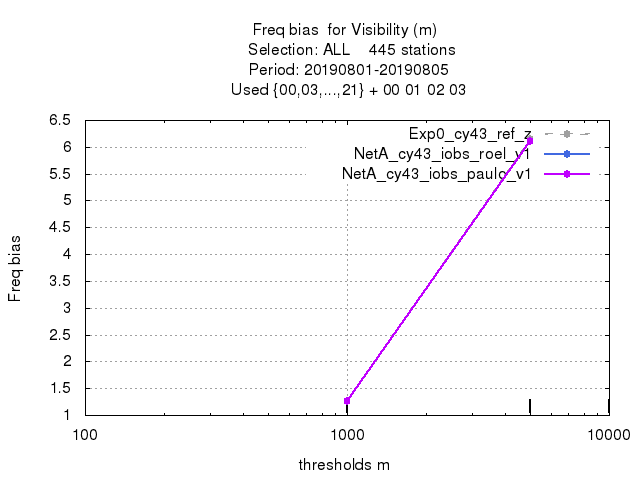 Freq bias  for Visibility (m)
Selection: ALL    445 stations
Period: 20190801-20190805
Used {00,03,...,21} + 00 01 02 03
6.5
6
5.5
5
4.5
4
3.5
3
2.5
2
1.5
1
Freq bias
Exp0_cy43_ref_z
NetA_cy43_iobs_roel_v1
NetA_cy43_iobs_paulo_v1
100
1000
10000
thresholds m